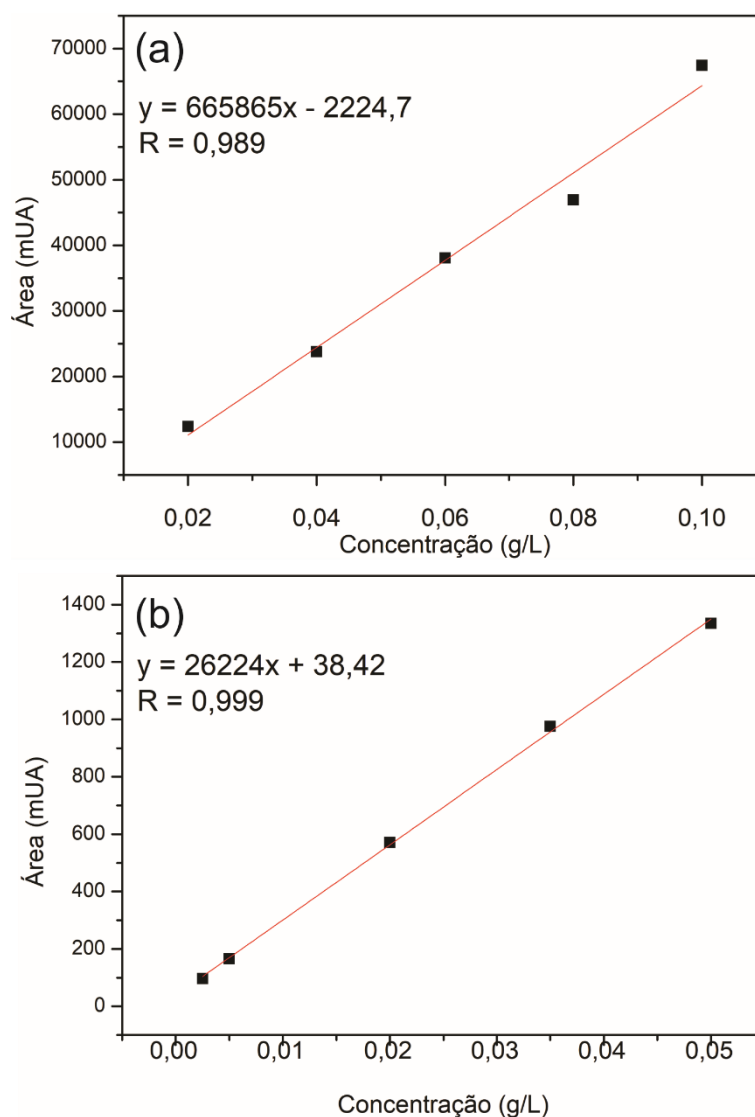 (a)
y = 665865x - 2224,7
R = 0,989
70000
60000
50000
40000
30000
20000
10000
Área (mUA)
0,02 0,04 0,06 0,08 0,10
Concentração (g/L)
(b)
y = 26224x + 38,42
R = 0,999
1400
1200
1000
800
600
400
200
0
Área (mUA)
0,00 0,01 0,02 0,03 0,04 0,05
Concentração (g/L)